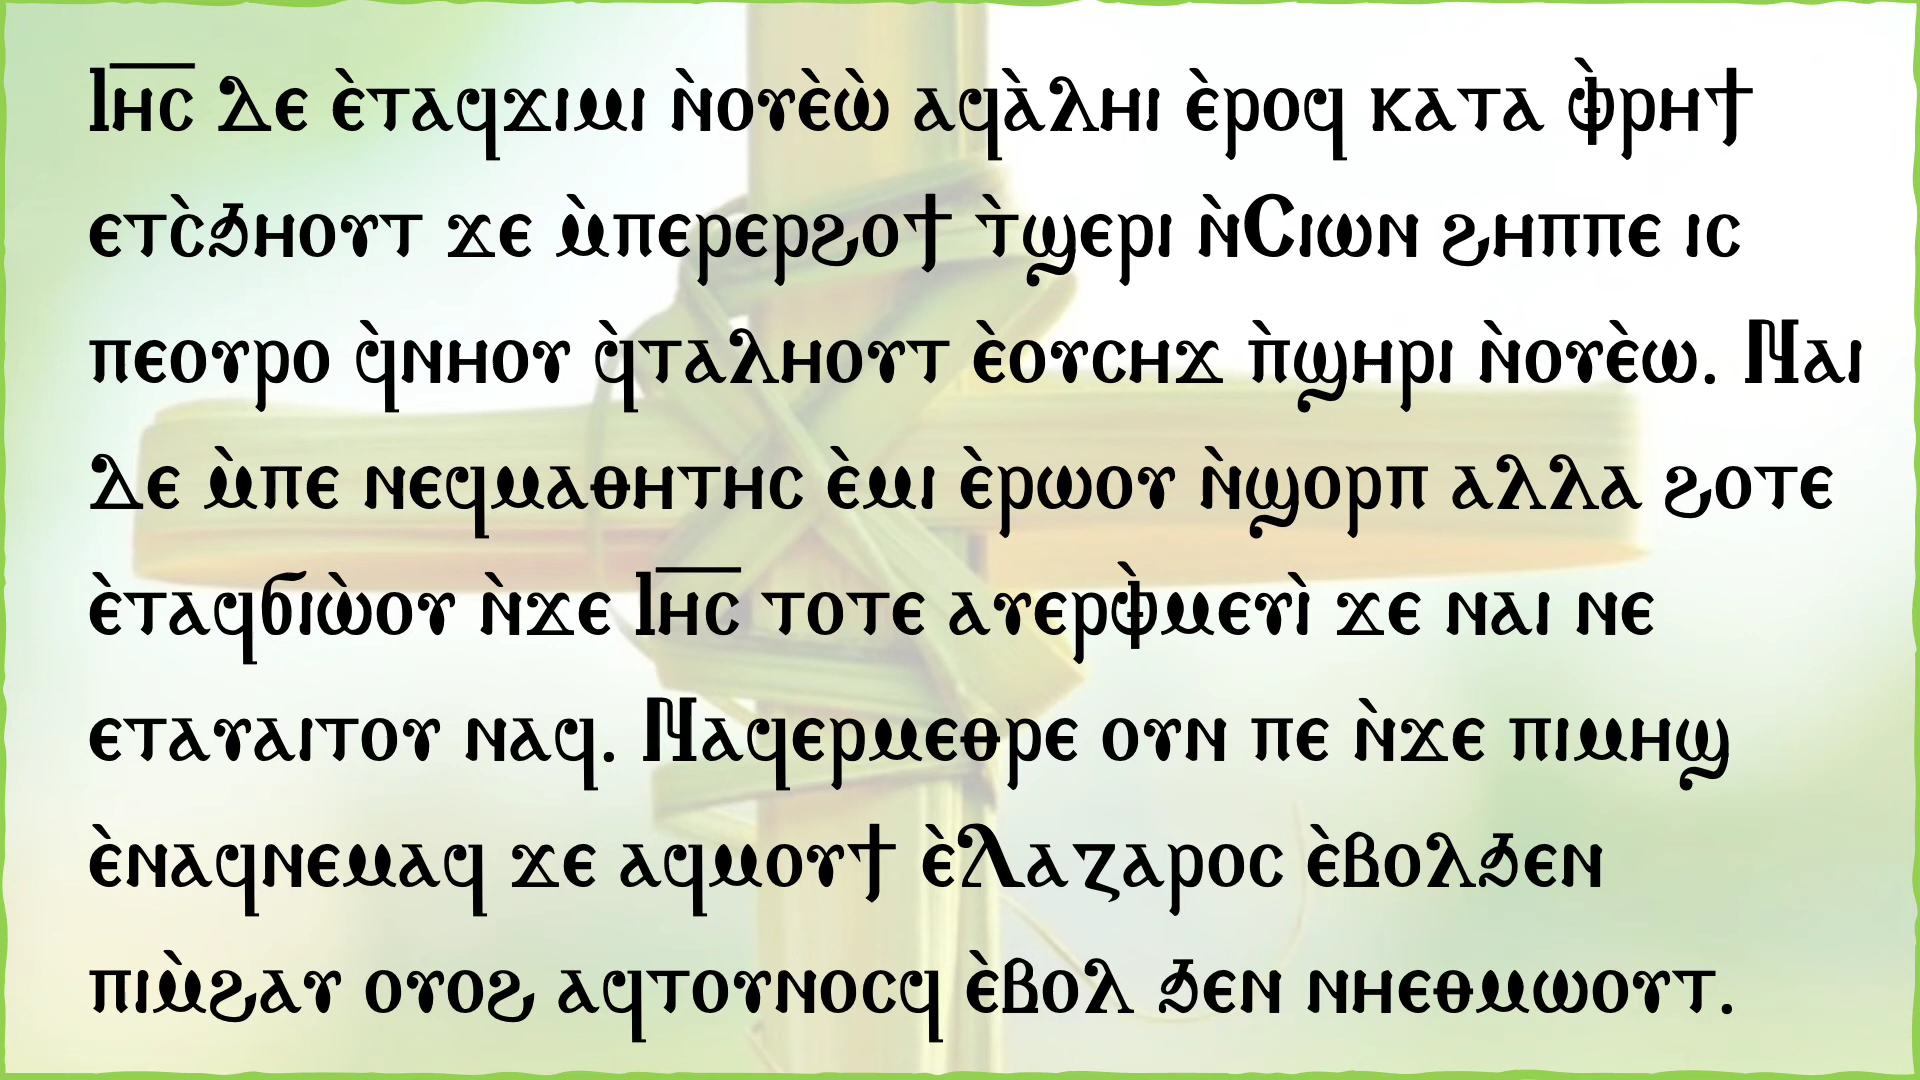 Ⲓⲏ̅ⲥ̅ ⲇⲉ ⲉ̀ⲧⲁϥϫⲓⲙⲓ ⲛ̀ⲟⲩⲉ̀ⲱ̀ ⲁϥⲁ̀ⲗⲏⲓ ⲉ̀ⲣⲟϥ ⲕⲁⲧⲁ ⲫ̀ⲣⲏϯ
ⲉⲧⲥ̀ϧⲏⲟⲩⲧ ϫⲉ ⲙ̀ⲡⲉⲣⲉⲣϩⲟϯ ⲧ̀ϣⲉⲣⲓ ⲛ̀Ⲥⲓⲱⲛ ϩⲏⲡⲡⲉ ⲓⲥ
ⲡⲉⲟⲩⲣⲟ ϥ̀ⲛⲏⲟⲩ ϥ̀ⲧⲁⲗⲏⲟⲩⲧ ⲉ̀ⲟⲩⲥⲏϫ ⲡ̀ϣⲏⲣⲓ ⲛ̀ⲟⲩⲉ̀ⲱ. Ⲛⲁⲓ
ⲇⲉ ⲙ̀ⲡⲉ ⲛⲉϥⲙⲁⲑⲏⲧⲏⲥ ⲉ̀ⲙⲓ ⲉ̀ⲣⲱⲟⲩ ⲛ̀ϣⲟⲣⲡ ⲁⲗⲗⲁ ϩⲟⲧⲉ
ⲉ̀ⲧⲁϥϭⲓⲱ̀ⲟⲩ ⲛ̀ϫⲉ Ⲓⲏ̅ⲥ̅ ⲧⲟⲧⲉ ⲁⲩⲉⲣⲫ̀ⲙⲉⲩⲓ̀ ϫⲉ ⲛⲁⲓ ⲛⲉ
ⲉⲧⲁⲩⲁⲓⲧⲟⲩ ⲛⲁϥ. Ⲛⲁϥⲉⲣⲙⲉⲑⲣⲉ ⲟⲩⲛ ⲡⲉ ⲛ̀ϫⲉ ⲡⲓⲙⲏϣ
ⲉ̀ⲛⲁϥⲛⲉⲙⲁϥ ϫⲉ ⲁϥⲙⲟⲩϯ ⲉ̀Ⲗⲁⲍⲁⲣⲟⲥ ⲉ̀ⲃⲟⲗϧⲉⲛ
ⲡⲓⲙ̀ϩⲁⲩ ⲟⲩⲟϩ ⲁϥⲧⲟⲩⲛⲟⲥϥ ⲉ̀ⲃⲟⲗ ϧⲉⲛ ⲛⲏⲉⲑⲙⲱⲟⲩⲧ.